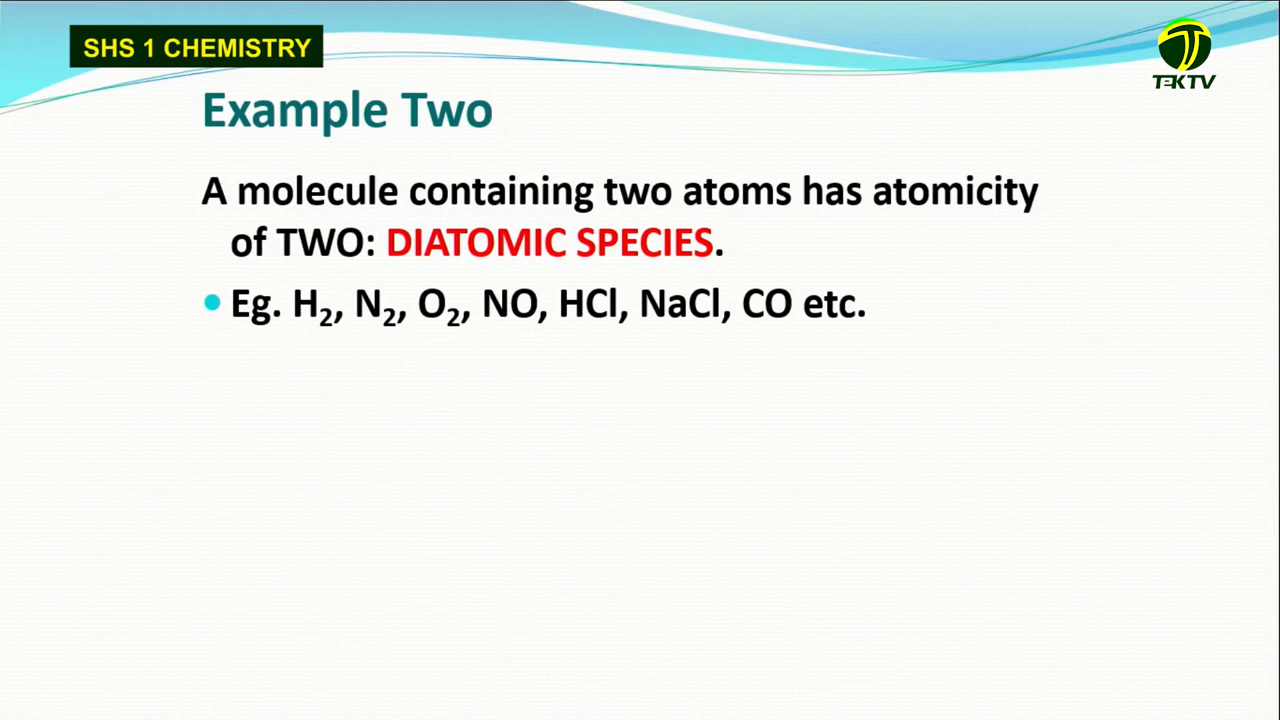 SHS 1 CHEMISTRY
TEKTV
Example Two
A molecule containing two atoms has atomicity
of TWO: DIATOMIC SPECIES.
• Eg. H₂, N₂, O₂, NO, HCl, NaCl, CO etc.